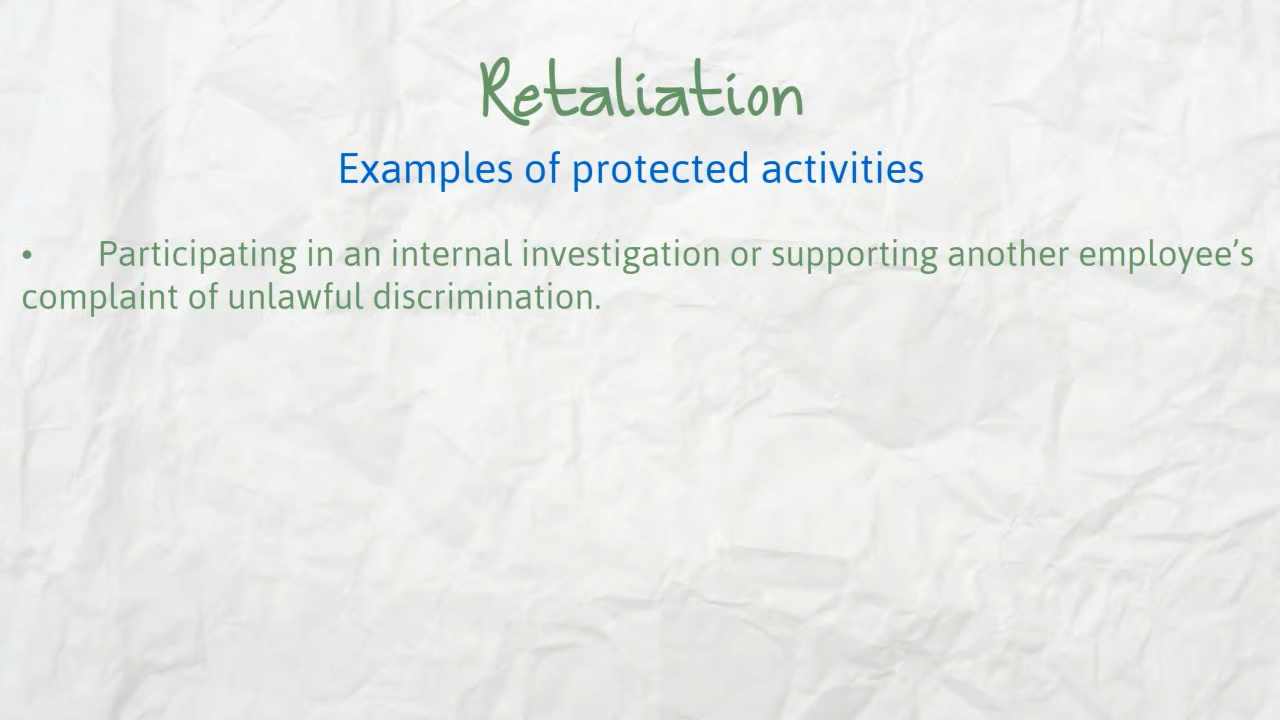 Retaliation
Examples of protected activities
• Participating in an internal investigation or supporting another employee’s
complaint of unlawful discrimination.